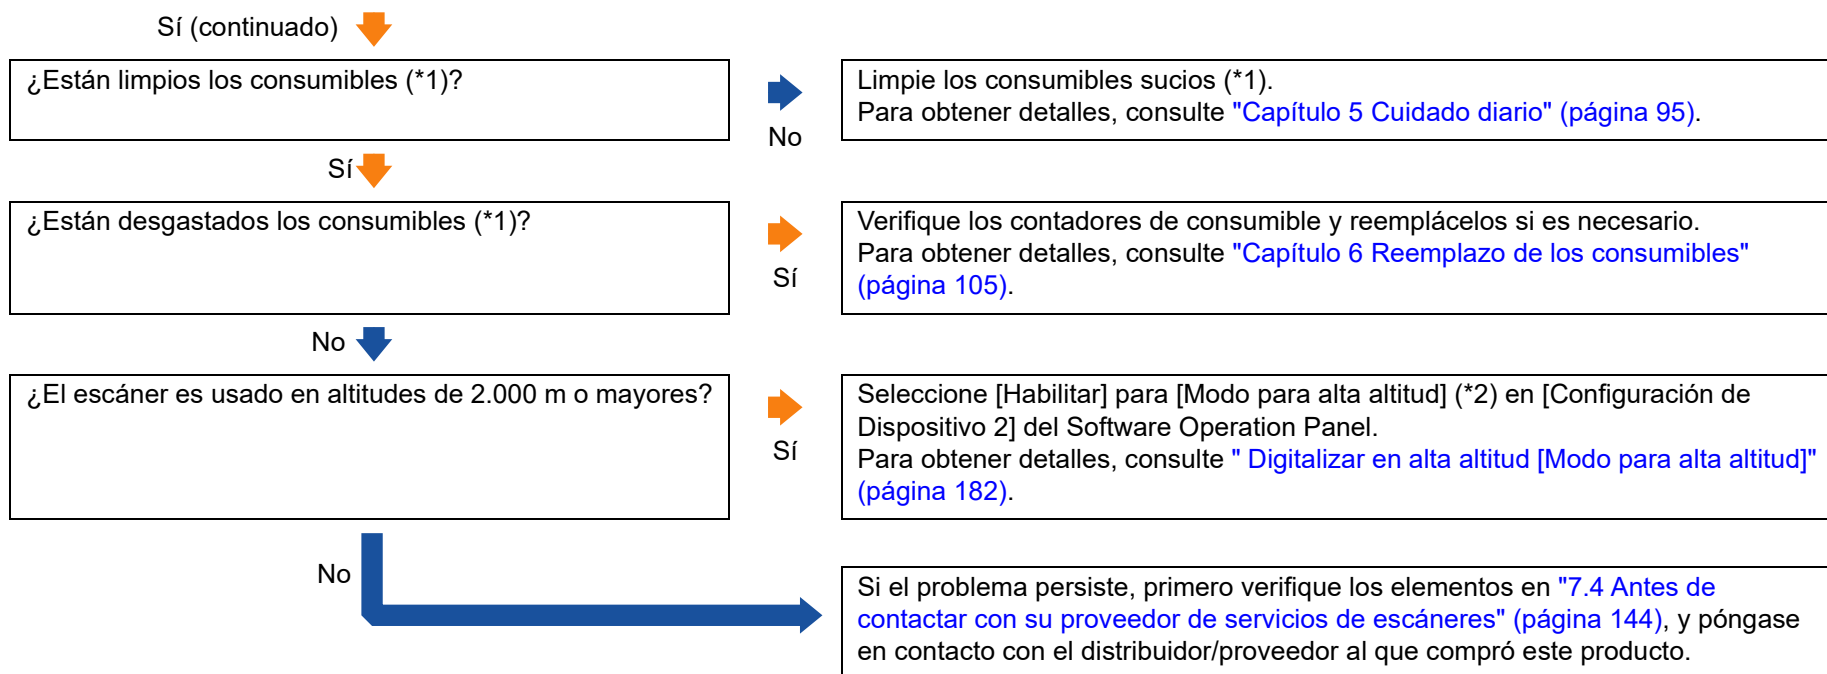 Sí (continuado)
¿Están limpios los consumibles (*1)?
No
Limpie los consumibles sucios (*1).
Para obtener detalles, consulte "Capítulo 5 Cuidado diario" (página 95).
Sí
¿Están desgastados los consumibles (*1)?
Sí
Verifique los contadores de consumible y reemplácelos si es necesario.
Para obtener detalles, consulte "Capítulo 6 Reemplazo de los consumibles"
(página 105).
No
¿El escáner es usado en altitudes de 2.000 m o mayores?
Sí
Seleccione [Habilitar] para [Modo para alta altitud] (*2) en [Configuración de
Dispositivo 2] del Software Operation Panel.
Para obtener detalles, consulte " Digitalizar en alta altitud [Modo para alta altitud]"
(página 182).
No
Si el problema persiste, primero verifique los elementos en "7.4 Antes de
contactar con su proveedor de servicios de escáneres" (página 144), y póngase
en contacto con el distribuidor/proveedor al que compró este producto.